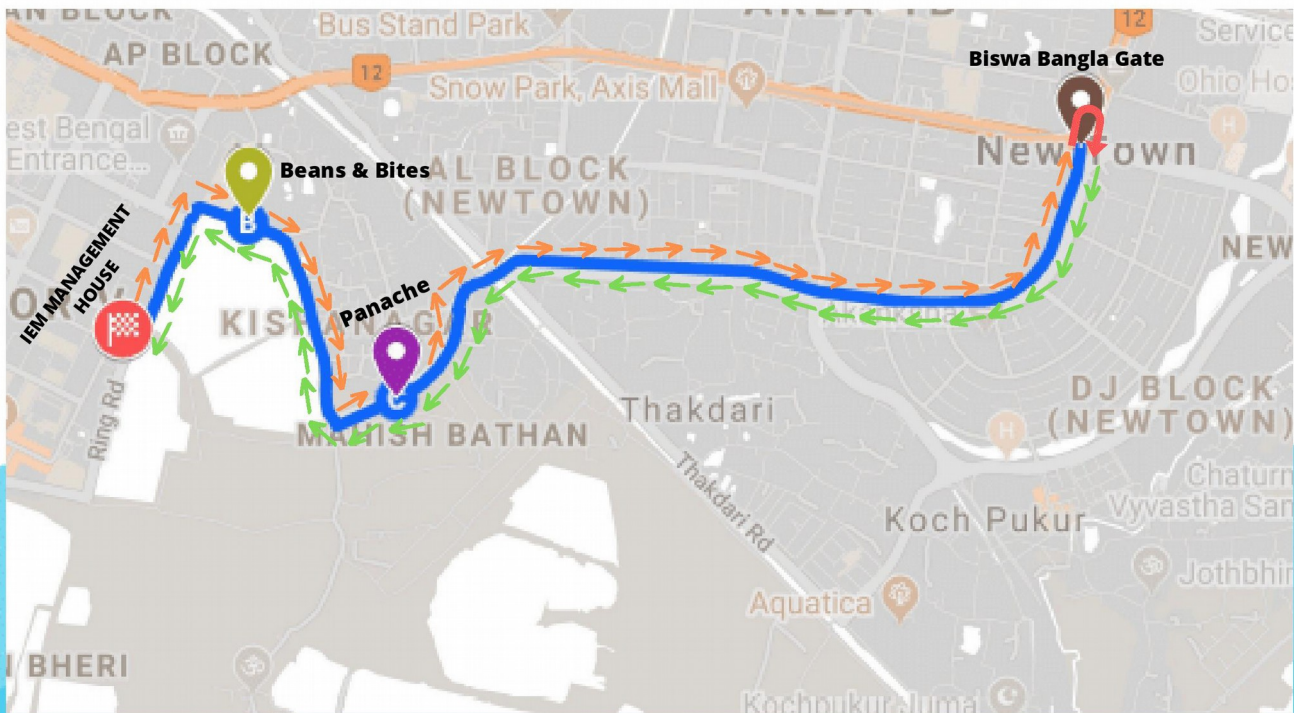 AN BLOCK
Bus Stand Park
12
AP BLOCK
12
Service
Biswa Bangla Gate
Snow Park, Axis Mall
Ohio Hos
est Bengal
Entrance...
New Town
Beans & Bites
AL BLOCK
(NEWTOWN)
B
IEM MANAGEMENT
HOUSE
NEW
Panache
Ring Rd
DJ BLOCK
(NEWTOWN)
Thakdari
MAHISH BATHAN
Thakdari Rd
Chaturn
Vyvastha San
Koch Pukur
Jothbhir
Aquatica
BHERI
Kochpukur Juma